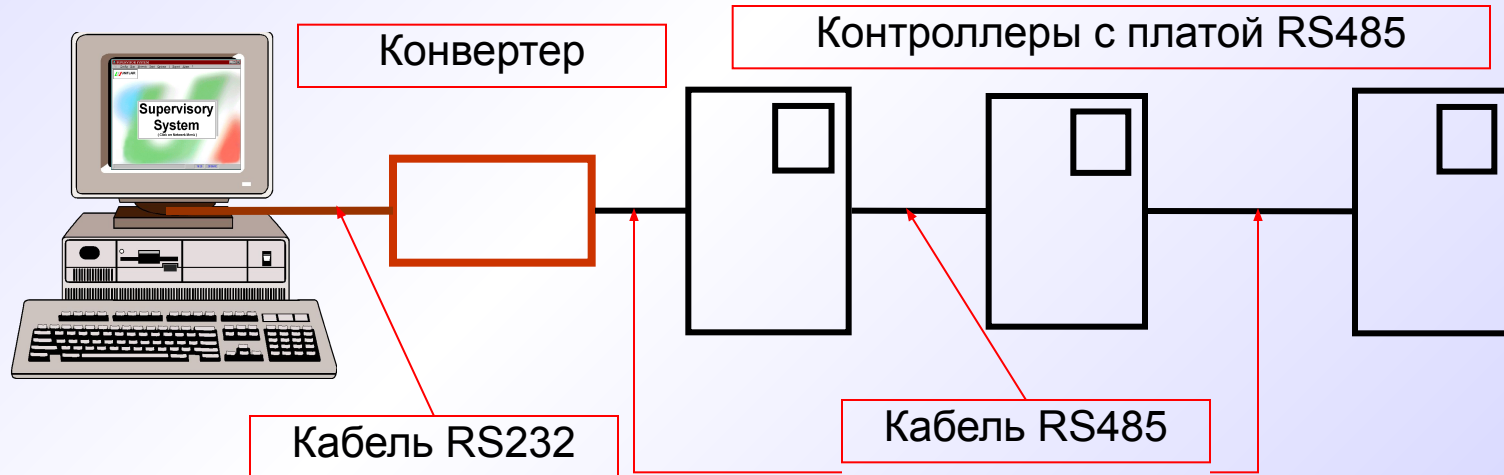 Конвертер
Контроллеры с платой RS485
Supervisory
System
Кабель RS232
Кабель RS485